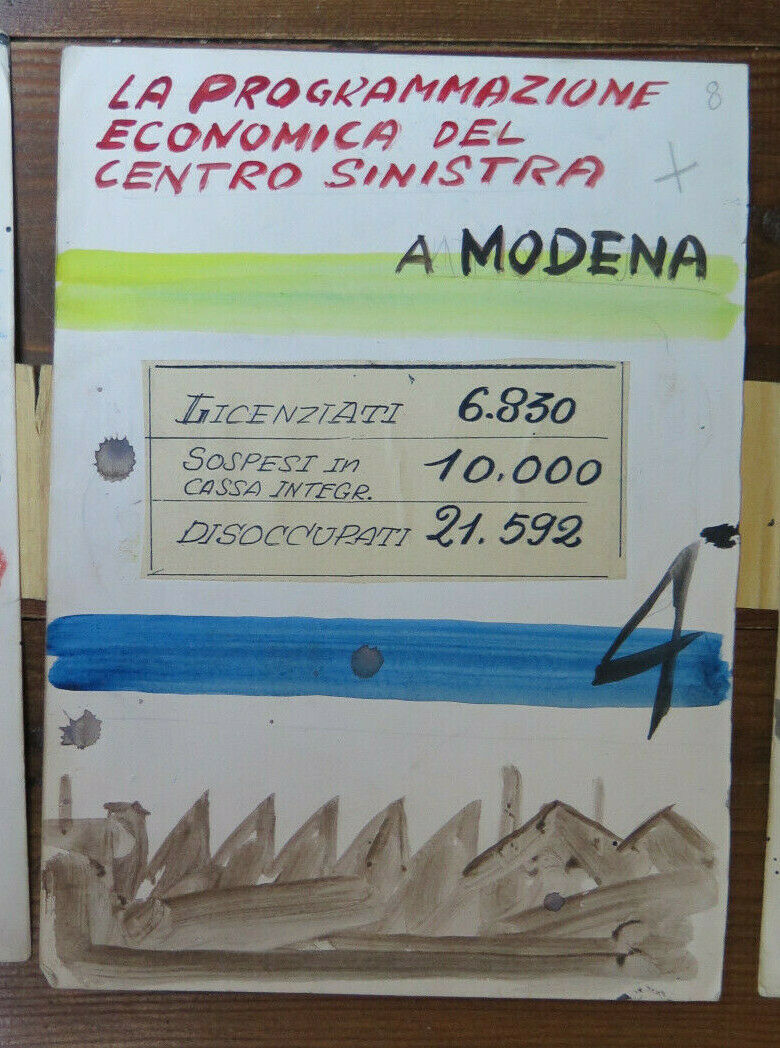 LA PROGRAMMAZIONE
8
ECONOMICA DEL
CENTRO SINISTRA
A MODENA
LICENZIATI 6.830
SOSPESI IN
CASSA INTEGR. 10.000
DISOCCUPATI 21.592
4